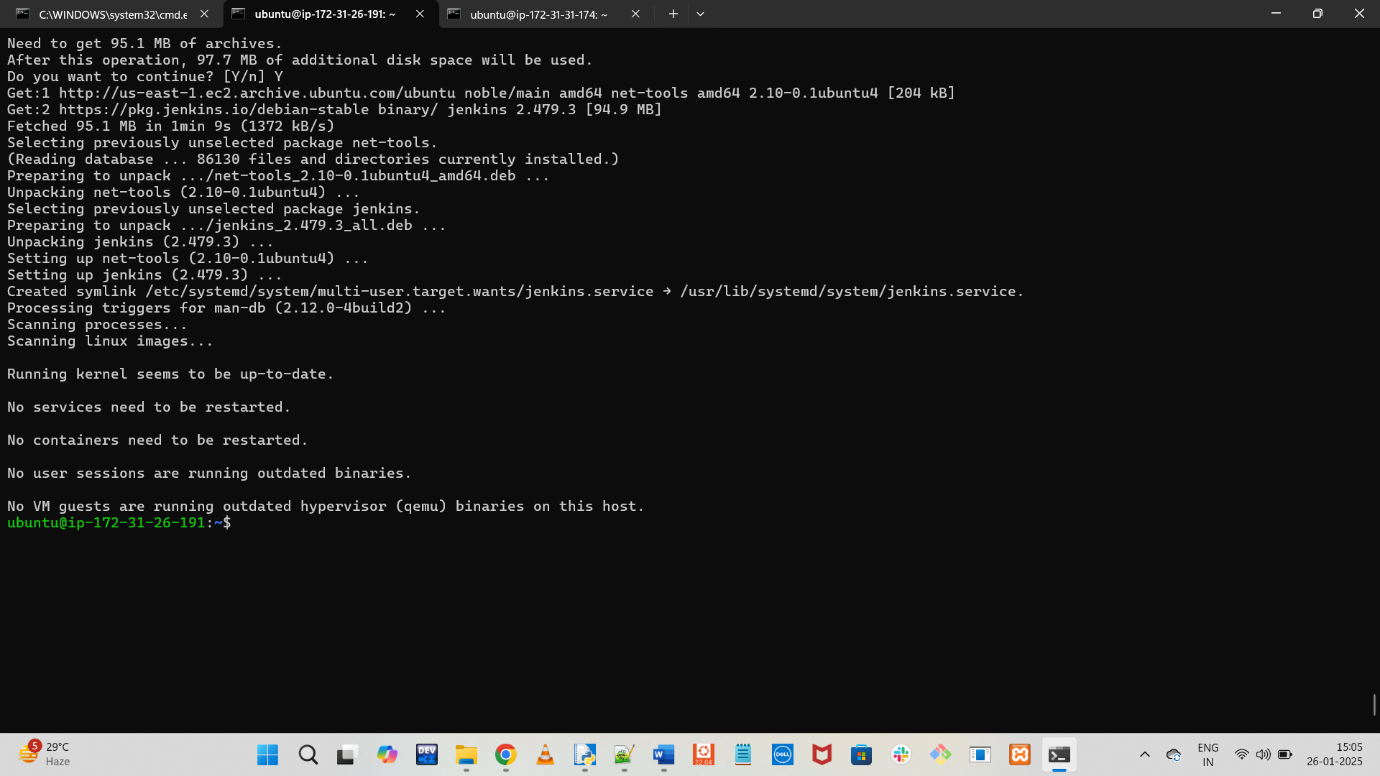 C:\WINDOWS\system32\cmd.e
ubuntu@ip-172-31-26-191: ~
ubuntu@ip-172-31-31-174: ~
Need to get 95.1 MB of archives.
After this operation, 97.7 MB of additional disk space will be used.
Do you want to continue? [Y/n] Y
Get:1 http://us-east-1.ec2.archive.ubuntu.com/ubuntu noble/main amd64 net-tools amd64 2.10-0.1ubuntu4 [204 kB]
Get:2 https://pkg.jenkins.io/debian-stable binary/ jenkins 2.479.3 [94.9 MB]
Fetched 95.1 MB in 1min 9s (1372 kB/s)
Selecting previously unselected package net-tools.
(Reading database ... 86130 files and directories currently installed.)
Preparing to unpack .../net-tools_2.10-0.1ubuntu4_amd64.deb ...
Unpacking net-tools (2.10-0.1ubuntu4) ...
Selecting previously unselected package jenkins.
Preparing to unpack .../jenkins_2.479.3_all.deb ...
Unpacking jenkins (2.479.3) ...
Setting up net-tools (2.10-0.1ubuntu4) ...
Setting up jenkins (2.479.3) ...
Created symlink /etc/systemd/system/multi-user.target.wants/jenkins.service → /usr/lib/systemd/system/jenkins.service.
Processing triggers for man-db (2.12.0-4build2) ...
Scanning processes...
Scanning linux images...
Running kernel seems to be up-to-date.
No services need to be restarted.
No containers need to be restarted.
No user sessions are running outdated binaries.
No VM guests are running outdated hypervisor (qemu) binaries on this host.
ubuntu@ip-172-31-26-191:~$
5
29°C
Haze
DEV
W
22.04
DELL
ENG
IN
15:05
26-01-2025